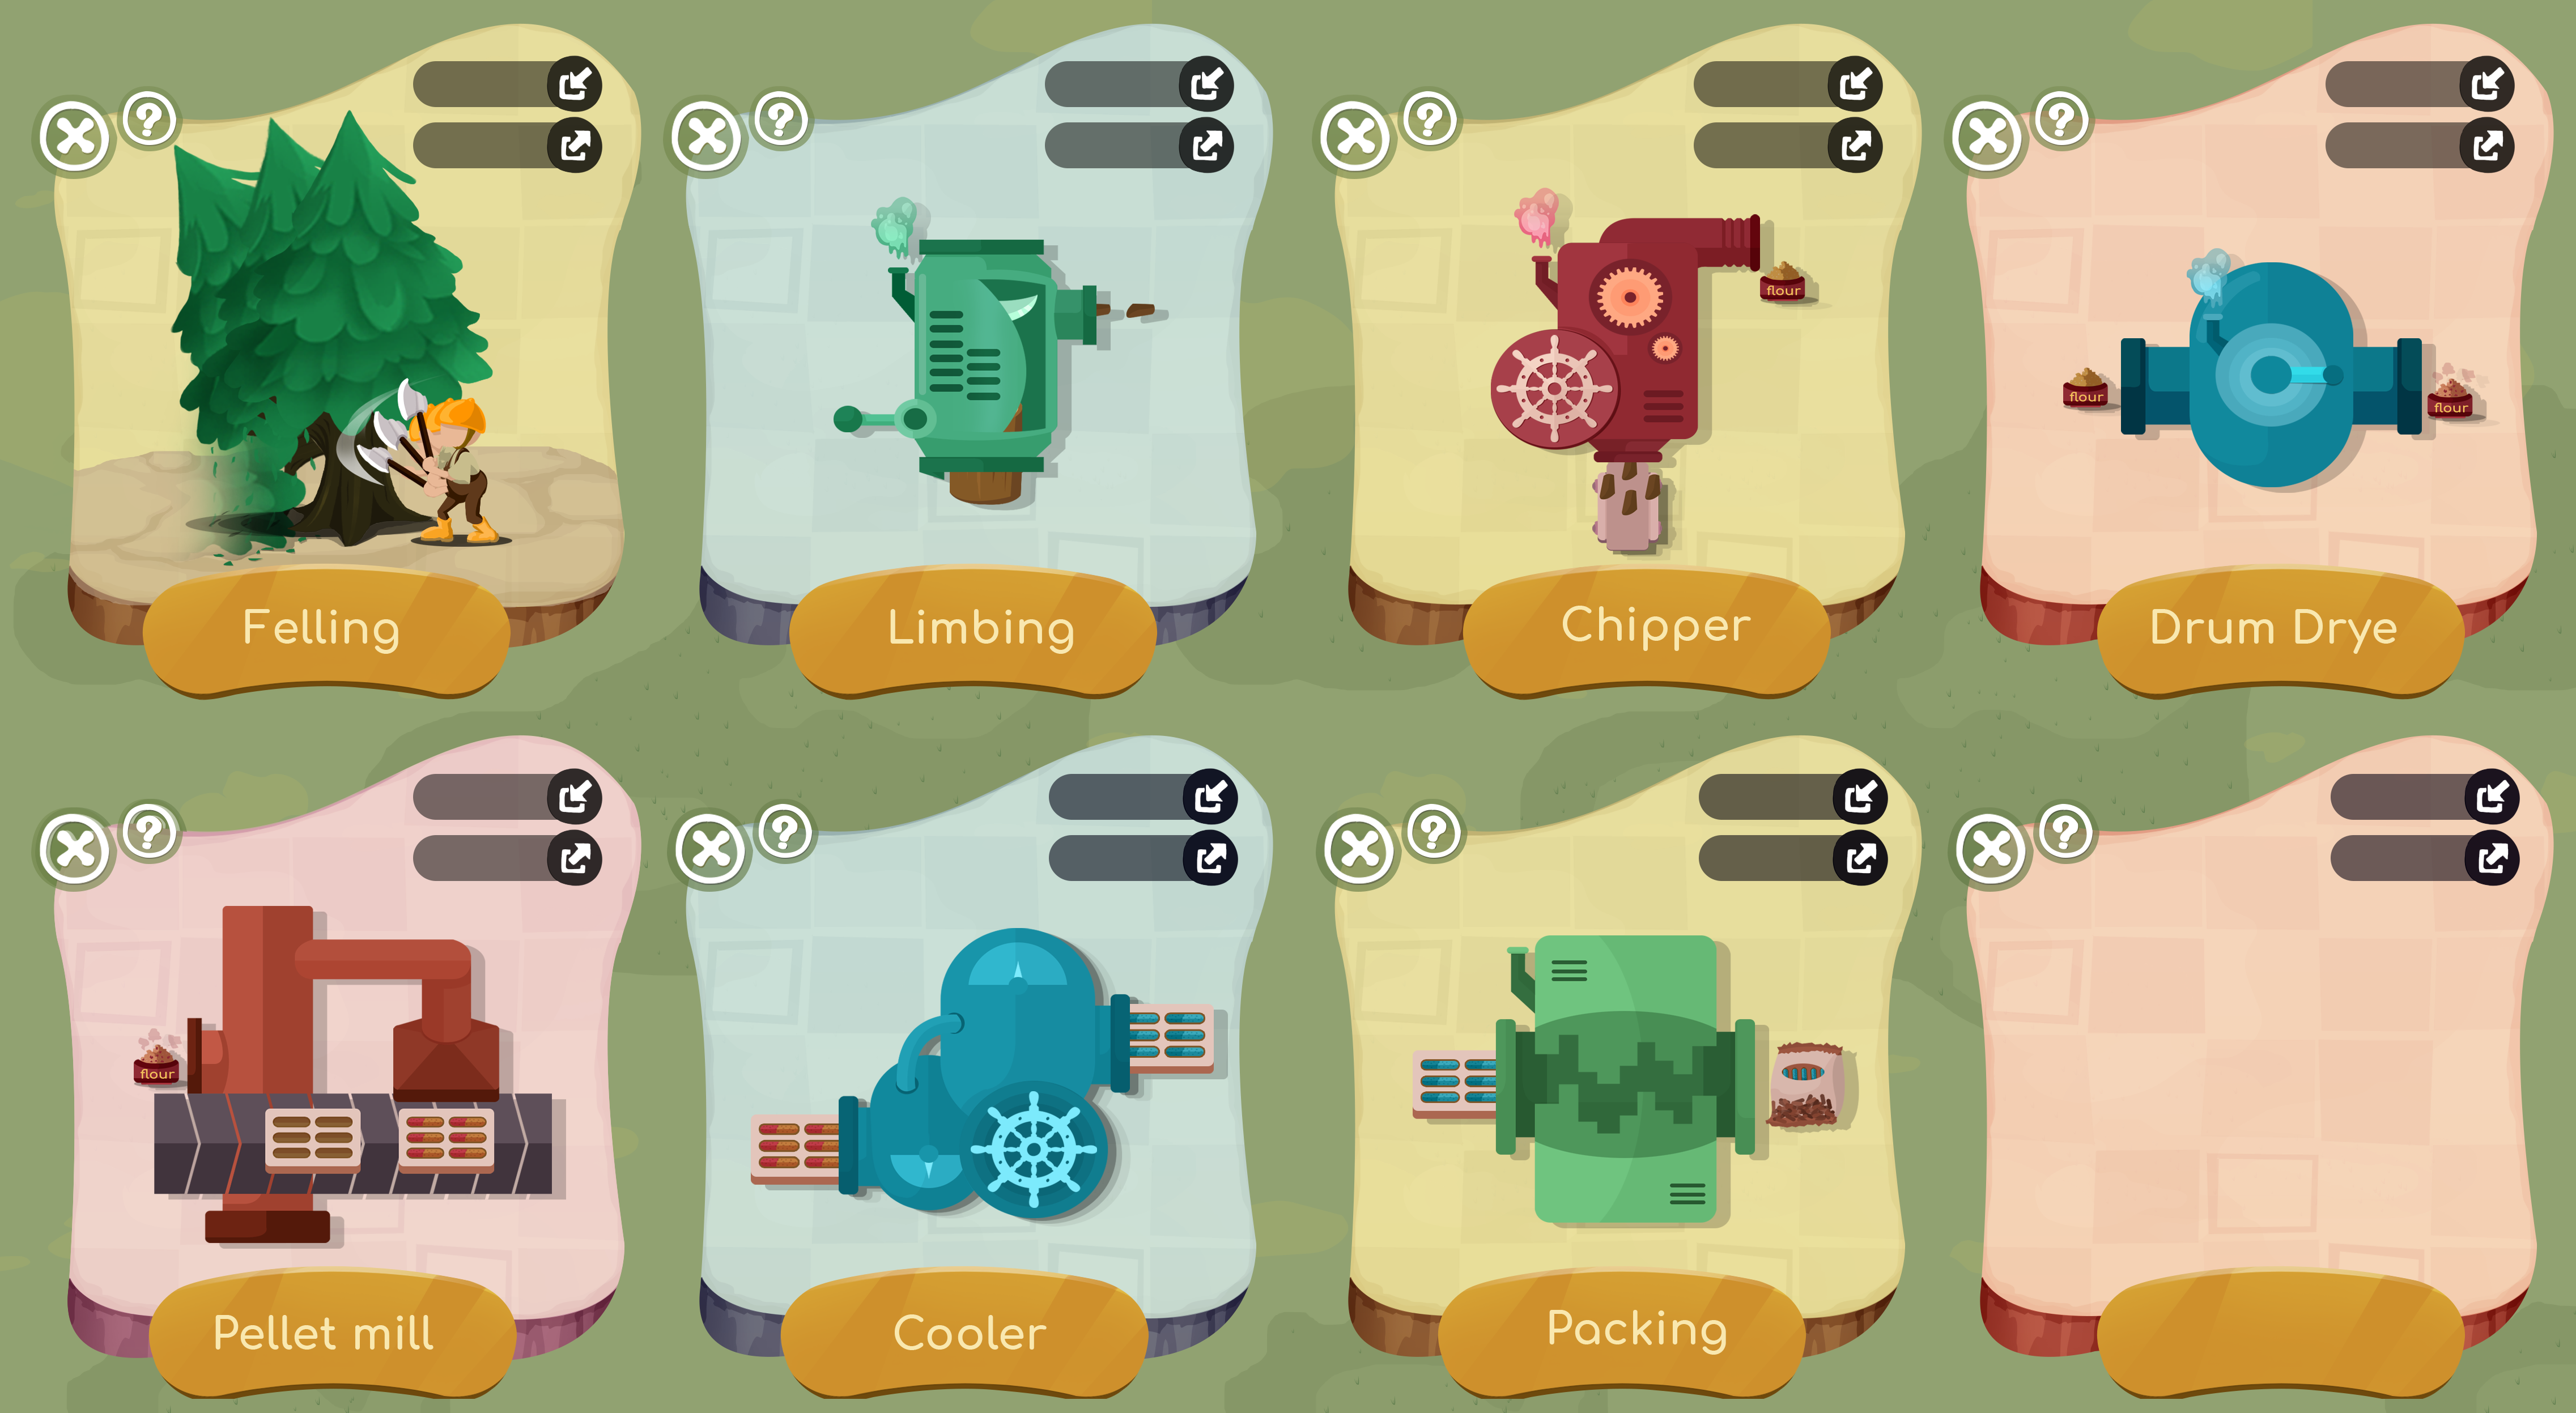 Felling
Limbing
flour
Chipper
flour
flour
Drum Drye
flour
Pellet mill
Cooler
Packing